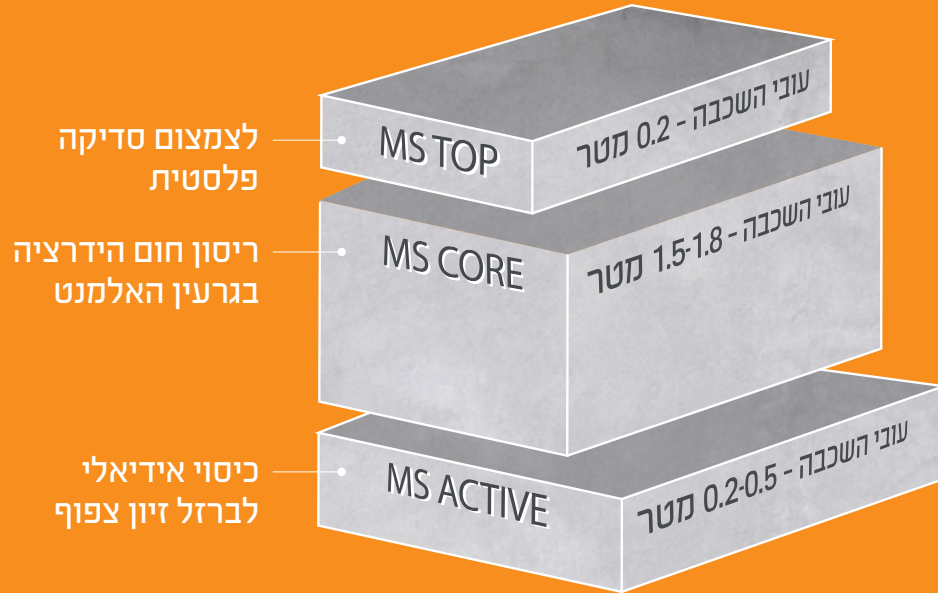 לצמצום סדיקה
פלסטית
MS TOP
עובי השכבה - 0.2 מטר
ריסון חום הידרציה
בגרעין האלמנט
MS CORE
עובי השכבה - 1.5-1.8 מטר
כיסוי אידיאלי
לברזל זיון צפוף
MS ACTIVE
עובי השכבה - 0.2-0.5 מטר